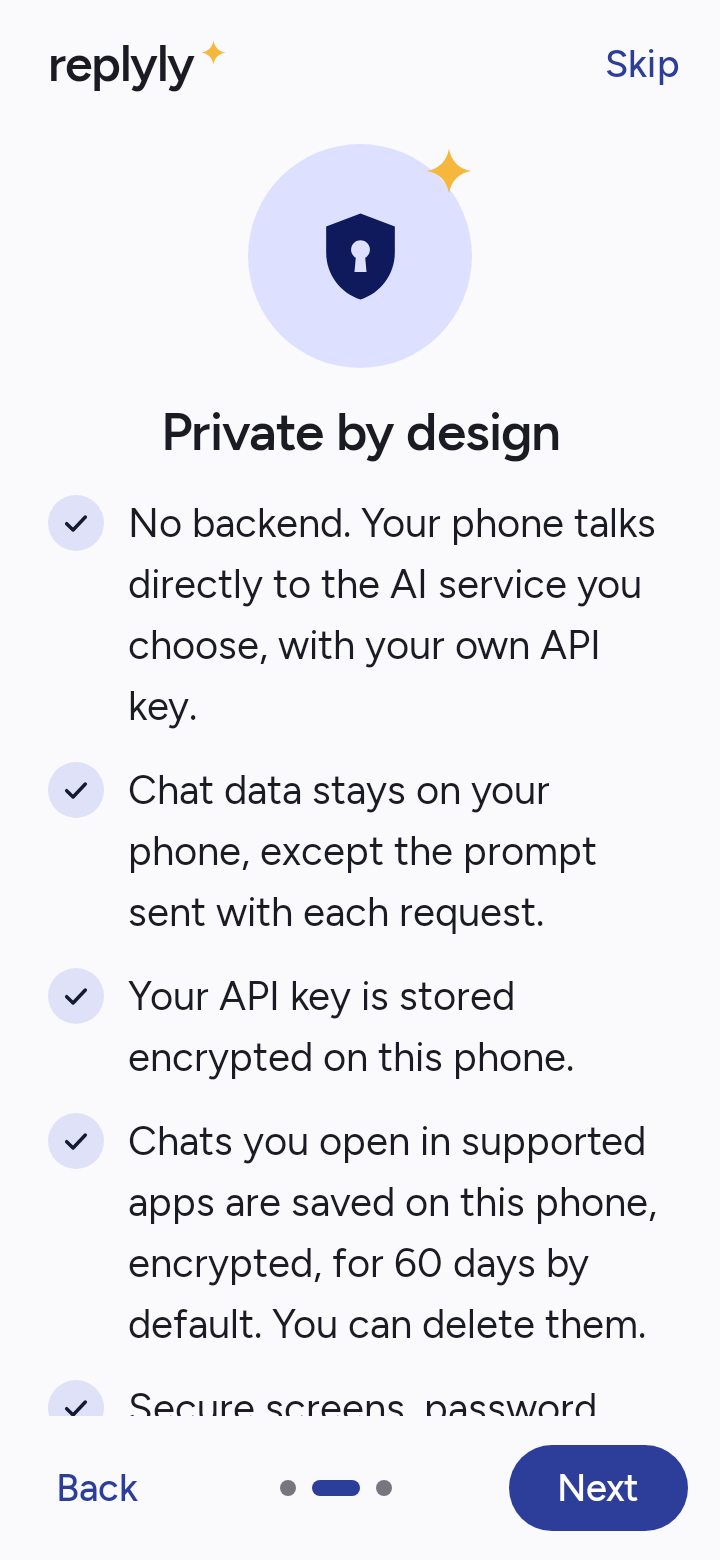 replyly
Skip
Private by design
No backend. Your phone talks
directly to the AI service you
choose, with your own API
key.
Chat data stays on your
phone, except the prompt
sent with each request.
Your API key is stored
encrypted on this phone.
Chats you open in supported
apps are saved on this phone,
encrypted, for 60 days by
default. You can delete them.
Secure screens, password
Back
Next